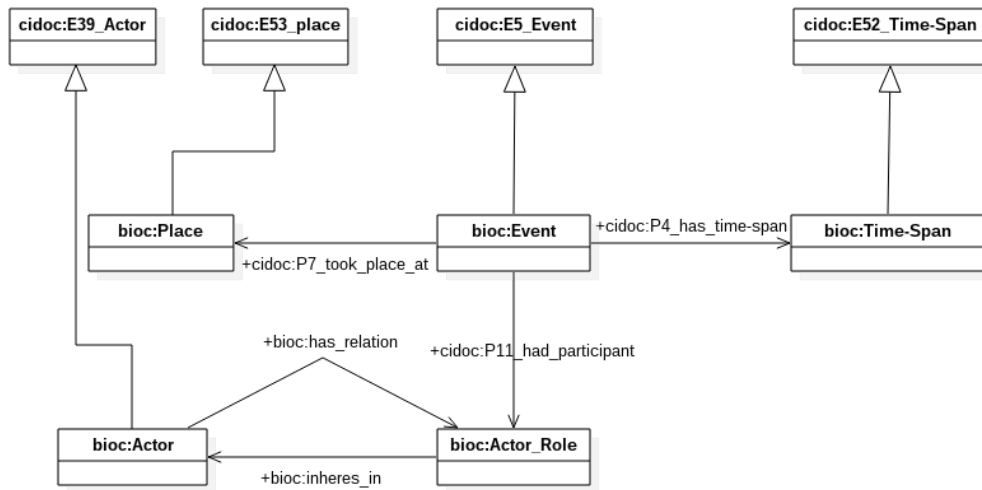 cidoc:E39_Actor
cidoc:E53_place
cidoc:E5_Event
cidoc:E52_Time-Span
bioc:Place
bioc:Event
+cidoc:P4_has_time-span
bioc:Time-Span
+cidoc:P7_took_place_at
+bioc:has_relation
+cidoc:P11_had_participant
bioc:Actor
bioc:Actor_Role
+bioc:inheres_in